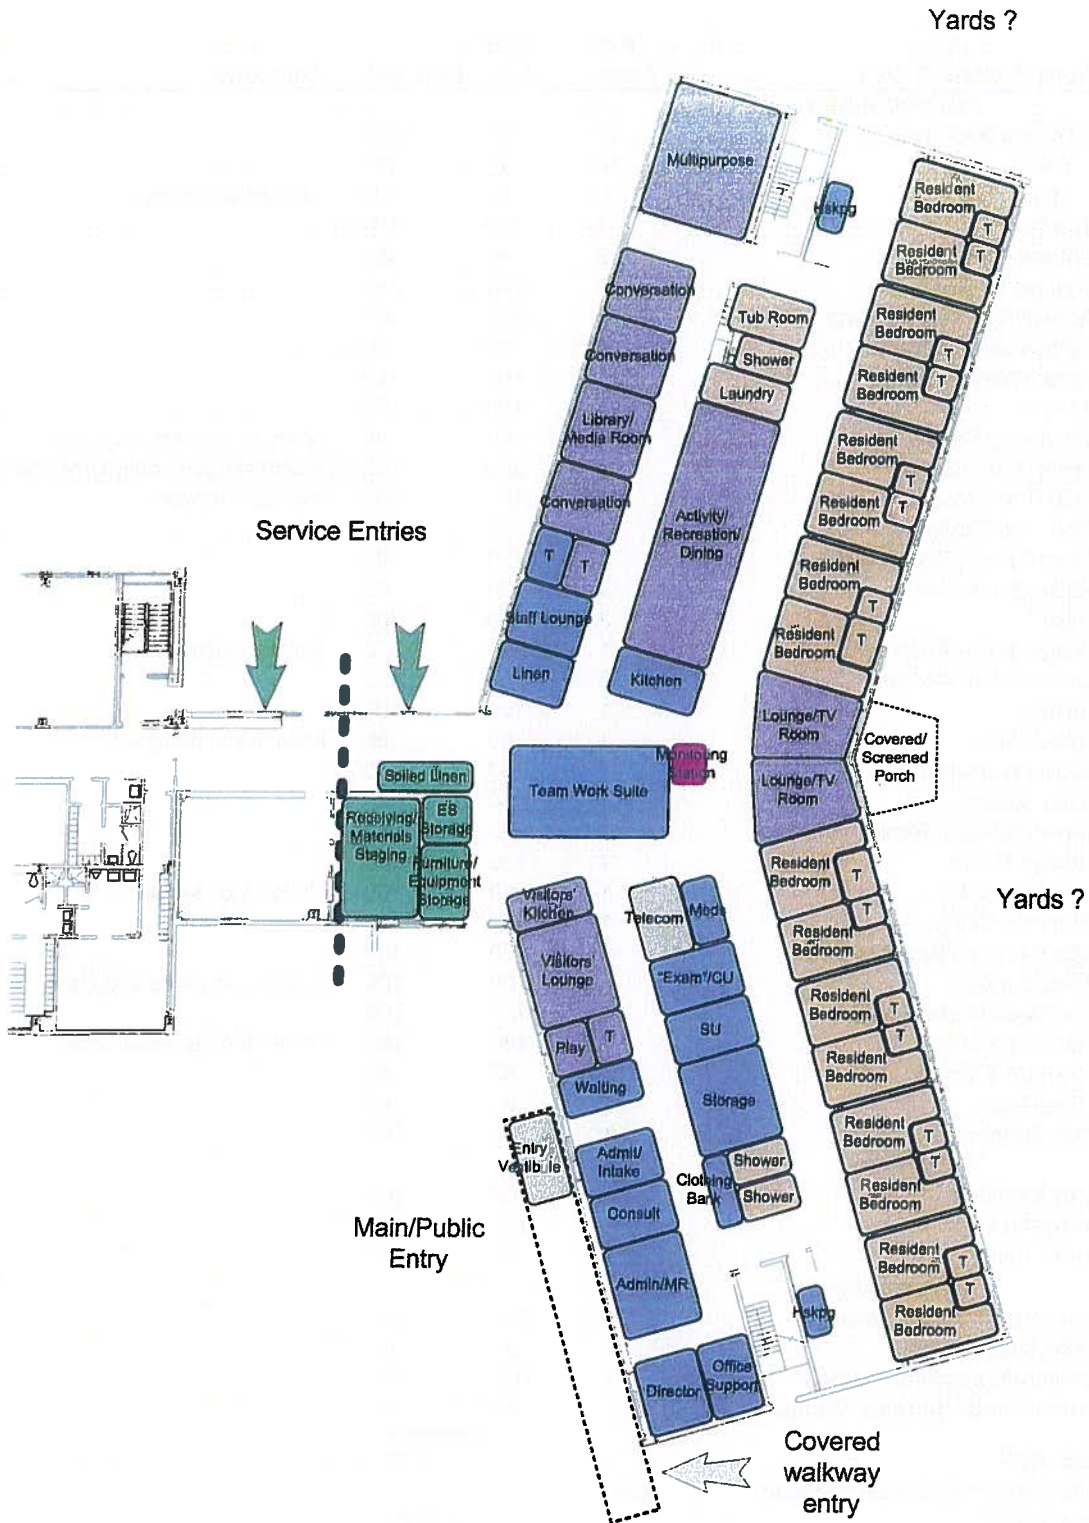 Yards ?
Multipurpose
Hskpg
Resident
Bedroom
T
Resident
Bedroom
T
Conversation
Tub Room
Resident
Bedroom
T
Conversation
Shower
Resident
Bedroom
T
Laundry
Library/
Media Room
Resident
Bedroom
T
Conversation
Activity/
Recreation/
Dining
Resident
Bedroom
T
Service Entries
T
T
Resident
Bedroom
T
Staff Lounge
Resident
Bedroom
T
Linen
Kitchen
Lounge/TV
Room
Covered/
Screened
Porch
Monitoring
Station
Team Work Suite
Lounge/TV
Room
Soiled Linen
Receiving/
Materials
Staging
ES
Storage
Furniture/
Equipment
Storage
Resident
Bedroom
T
Yards ?
Visitors'
Kitchen
Telecom
Meds
Resident
Bedroom
T
Visitors'
Lounge
"Exam"/CU
Resident
Bedroom
T
Play
T
SU
Resident
Bedroom
T
Waiting
Storage
Entry
Vestibule
Admit/
Intake
Shower
Resident
Bedroom
T
Clothing
Bank
Shower
Resident
Bedroom
T
Consult
Main/Public
Entry
Admin/MR
Resident
Bedroom
T
Hskpg
Resident
Bedroom
T
Director
Office
Support
Covered
walkway
entry